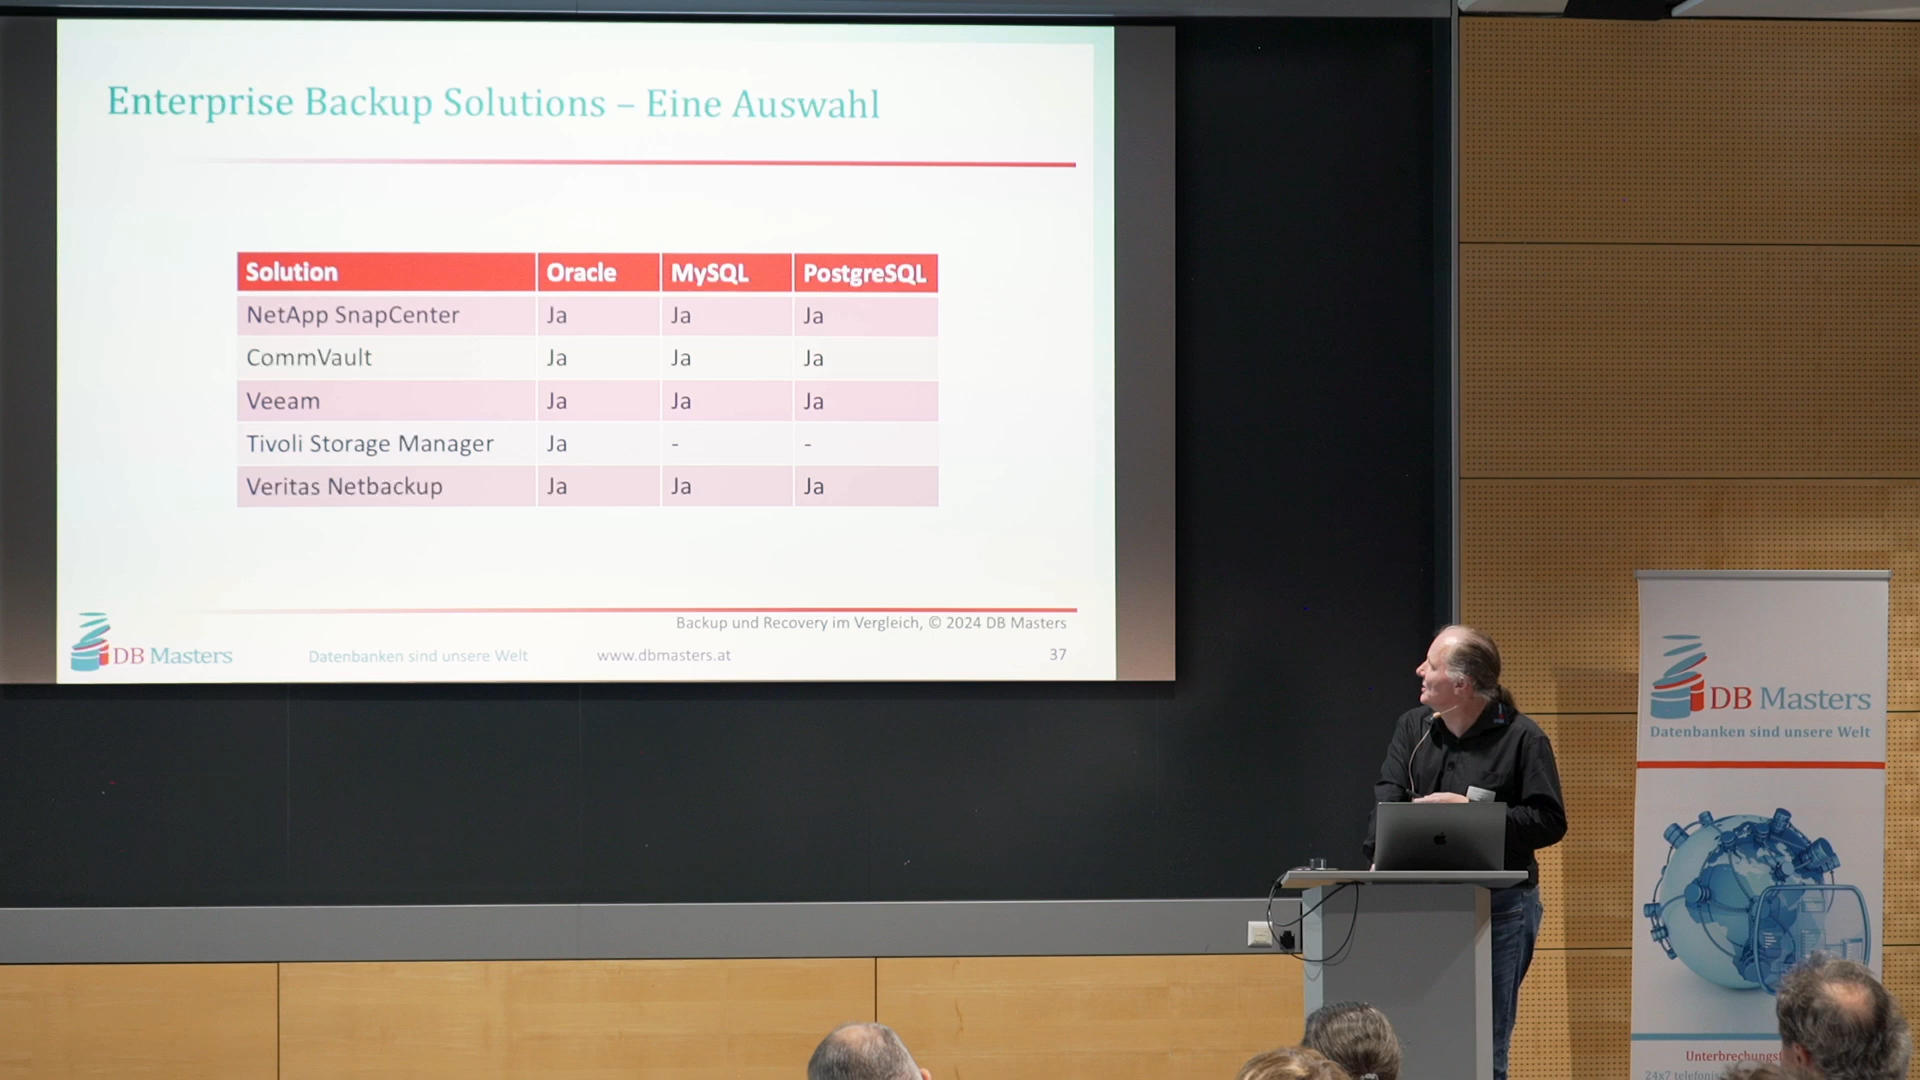 Enterprise Backup Solutions – Eine Auswahl
Solution Oracle MySQL PostgreSQL
NetApp SnapCenter Ja Ja Ja
CommVault Ja Ja Ja
Veeam Ja Ja Ja
Tivoli Storage Manager Ja - -
Veritas Netbackup Ja Ja Ja
Backup und Recovery im Vergleich, © 2024 DB Masters
DB Masters Datenbanken sind unsere Welt www.dbmasters.at 37
DB Masters
Datenbanken sind unsere Welt
24x7